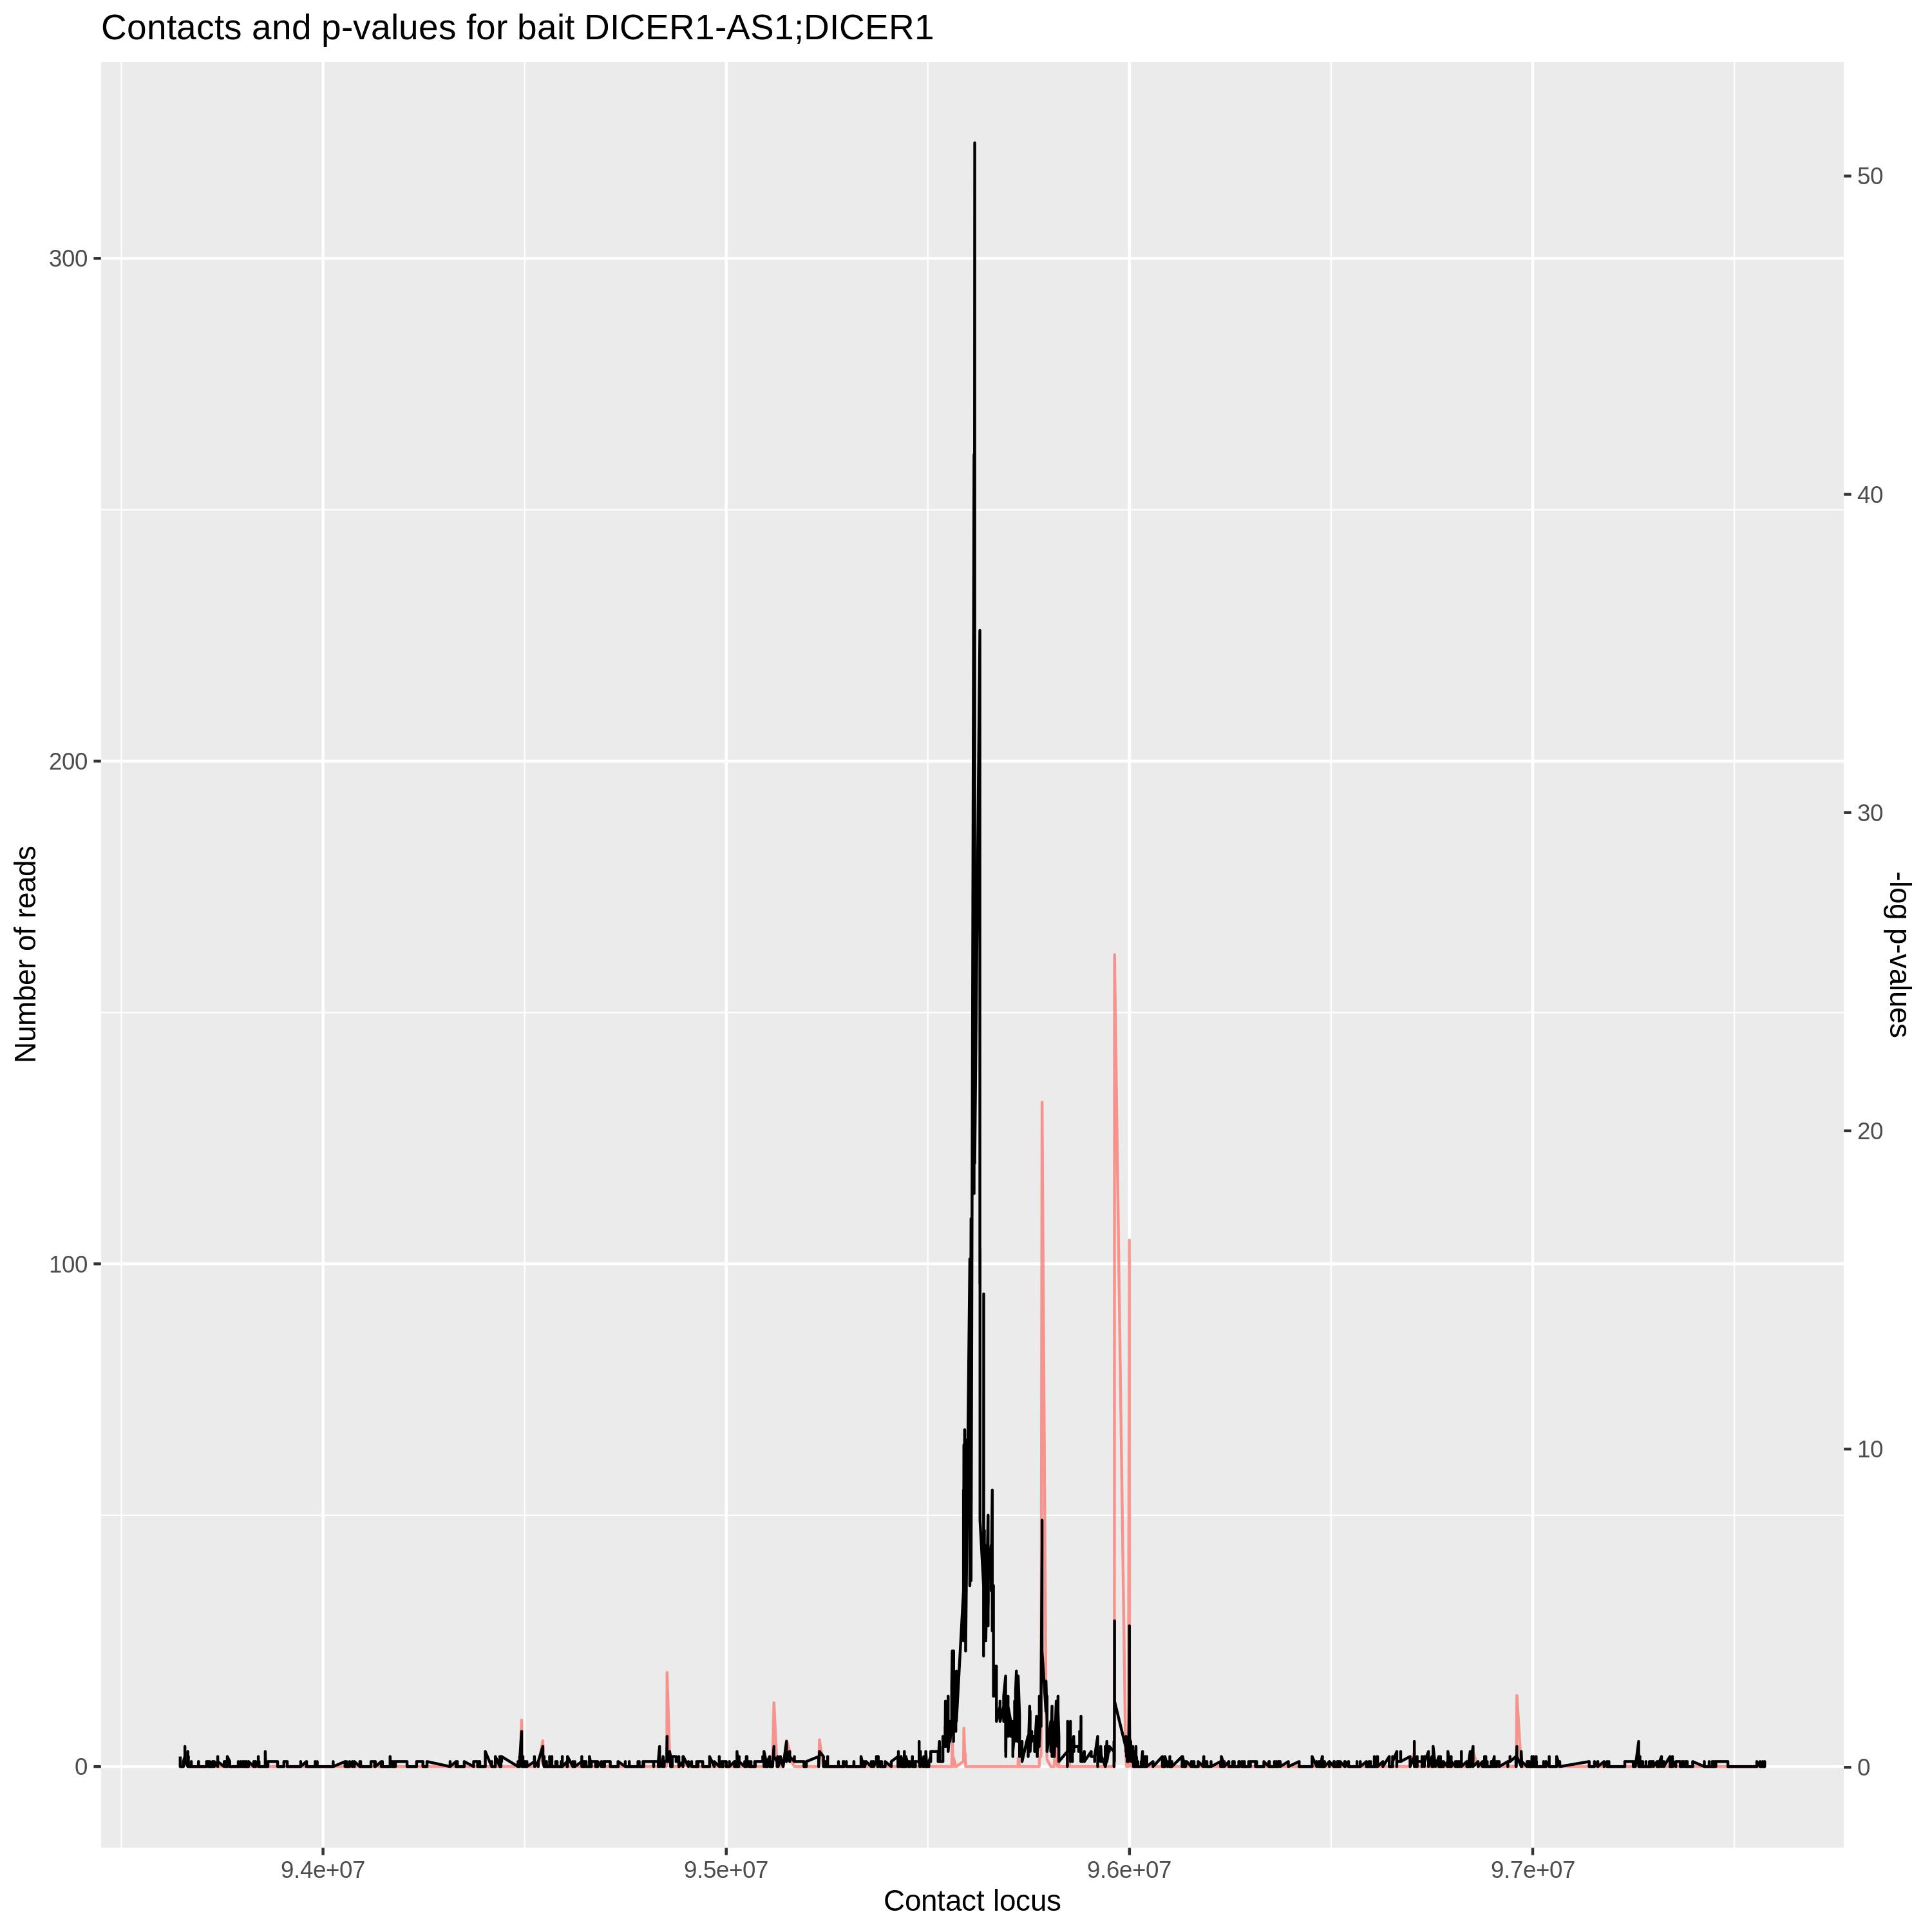 Contacts and p-values for bait DICER1-AS1;DICER1
Number of reads
300
200
100
0
50
40
30
20
10
0
-log p-values
9.4e+07 9.5e+07 9.6e+07 9.7e+07
Contact locus